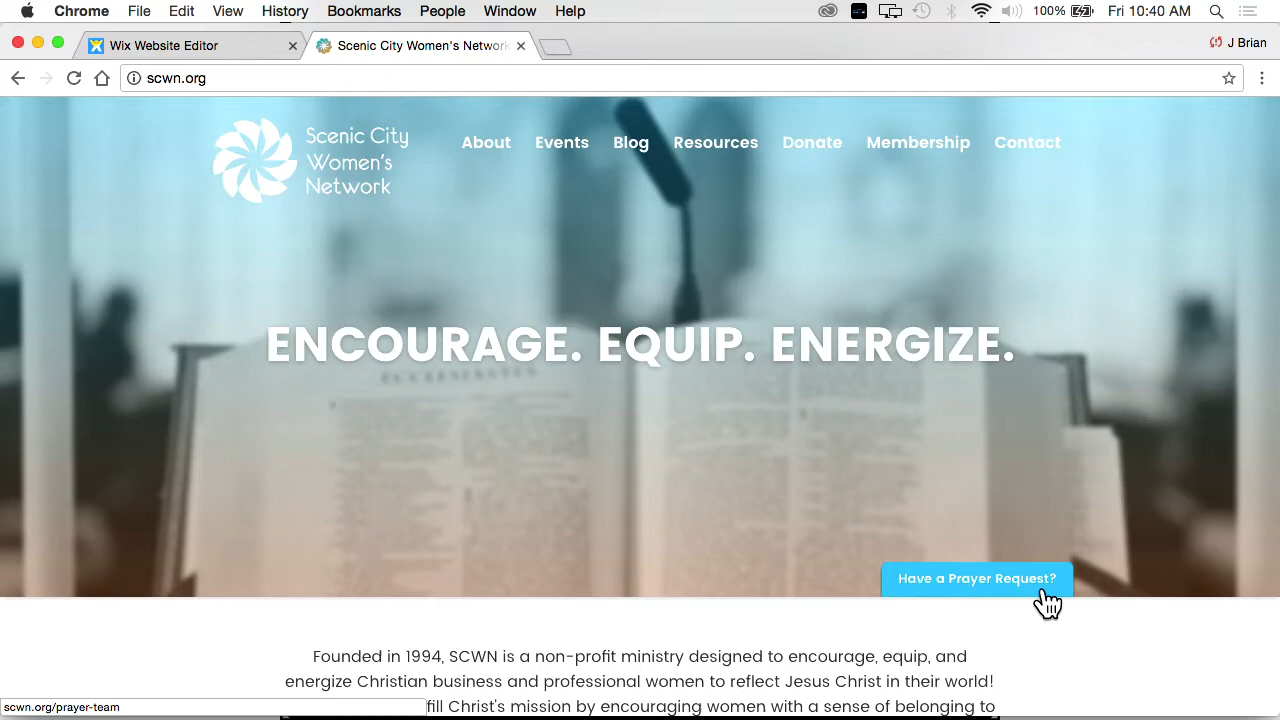 Chrome File Edit View History Bookmarks People Window Help 100% Fri 10:40 AM
Wix Website Editor Scenic City Women's Network J Brian
scwn.org
Scenic City
Women's
Network
About Events Blog Resources Donate Membership Contact
ENCOURAGE. EQUIP. ENERGIZE.
ECCLESIASTES
Have a Prayer Request?
Founded in 1994, SCWN is a non-profit ministry designed to encourage, equip, and
energize Christian business and professional women to reflect Jesus Christ in their world!
fill Christ's mission by encouraging women with a sense of belonging to
scwn.org/prayer-team